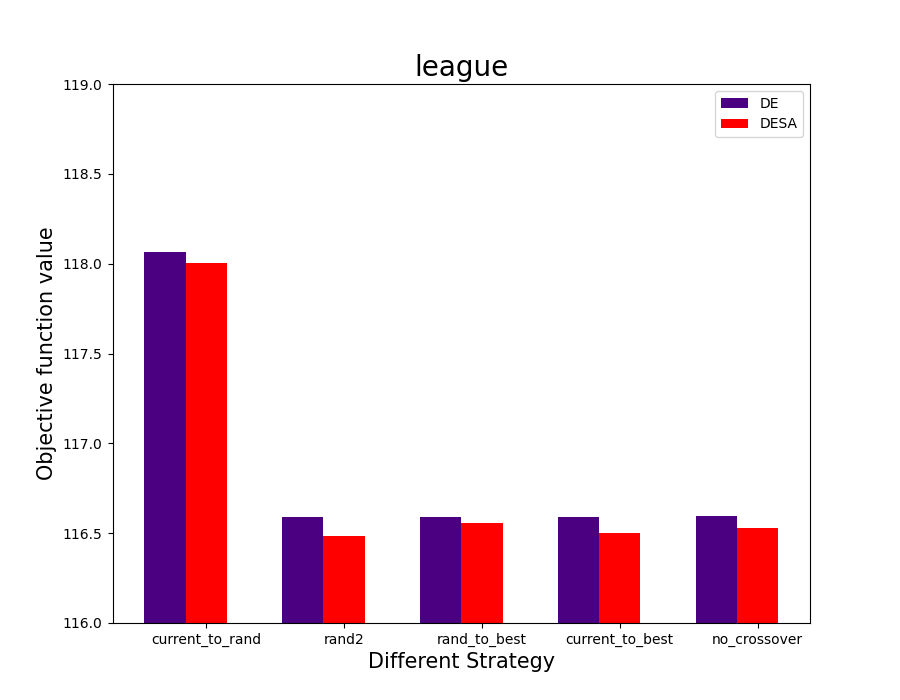 league
DE
DESA
Objective function value
119.0
118.5
118.0
117.5
117.0
116.5
116.0
current_to_rand rand2 rand_to_best current_to_best no_crossover
Different Strategy